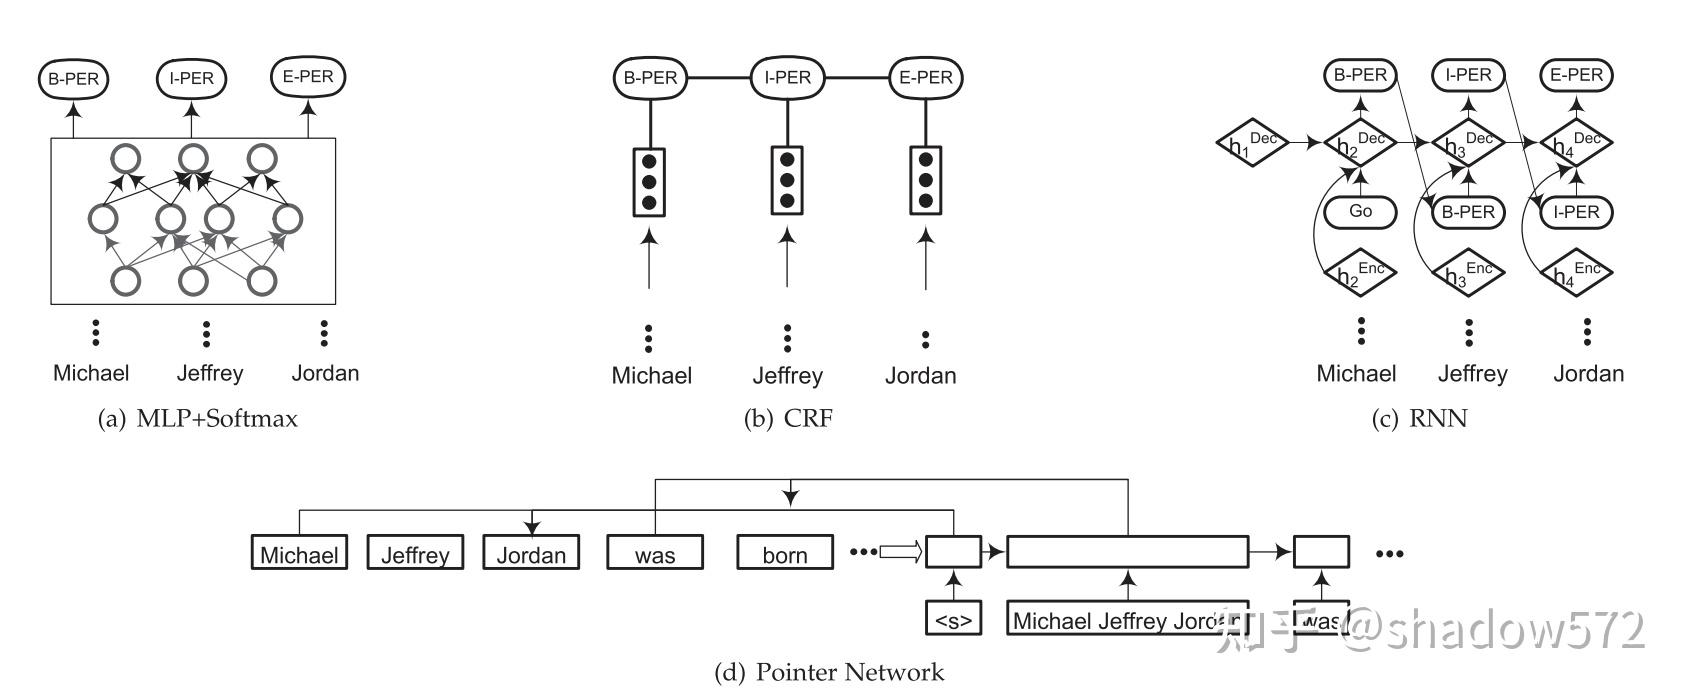 B-PER I-PER E-PER
Michael Jeffrey Jordan
(a) MLP+Softmax
B-PER I-PER E-PER
Michael Jeffrey Jordan
(b) CRF
B-PER I-PER E-PER
h1Dec h2Dec h3Dec h4Dec
Go B-PER I-PER
h2Enc h3Enc h4Enc
Michael Jeffrey Jordan
(c) RNN
Michael Jeffrey Jordan was born
<s> Michael Jeffrey Jordan was
(d) Pointer Network
知乎 @shadow572